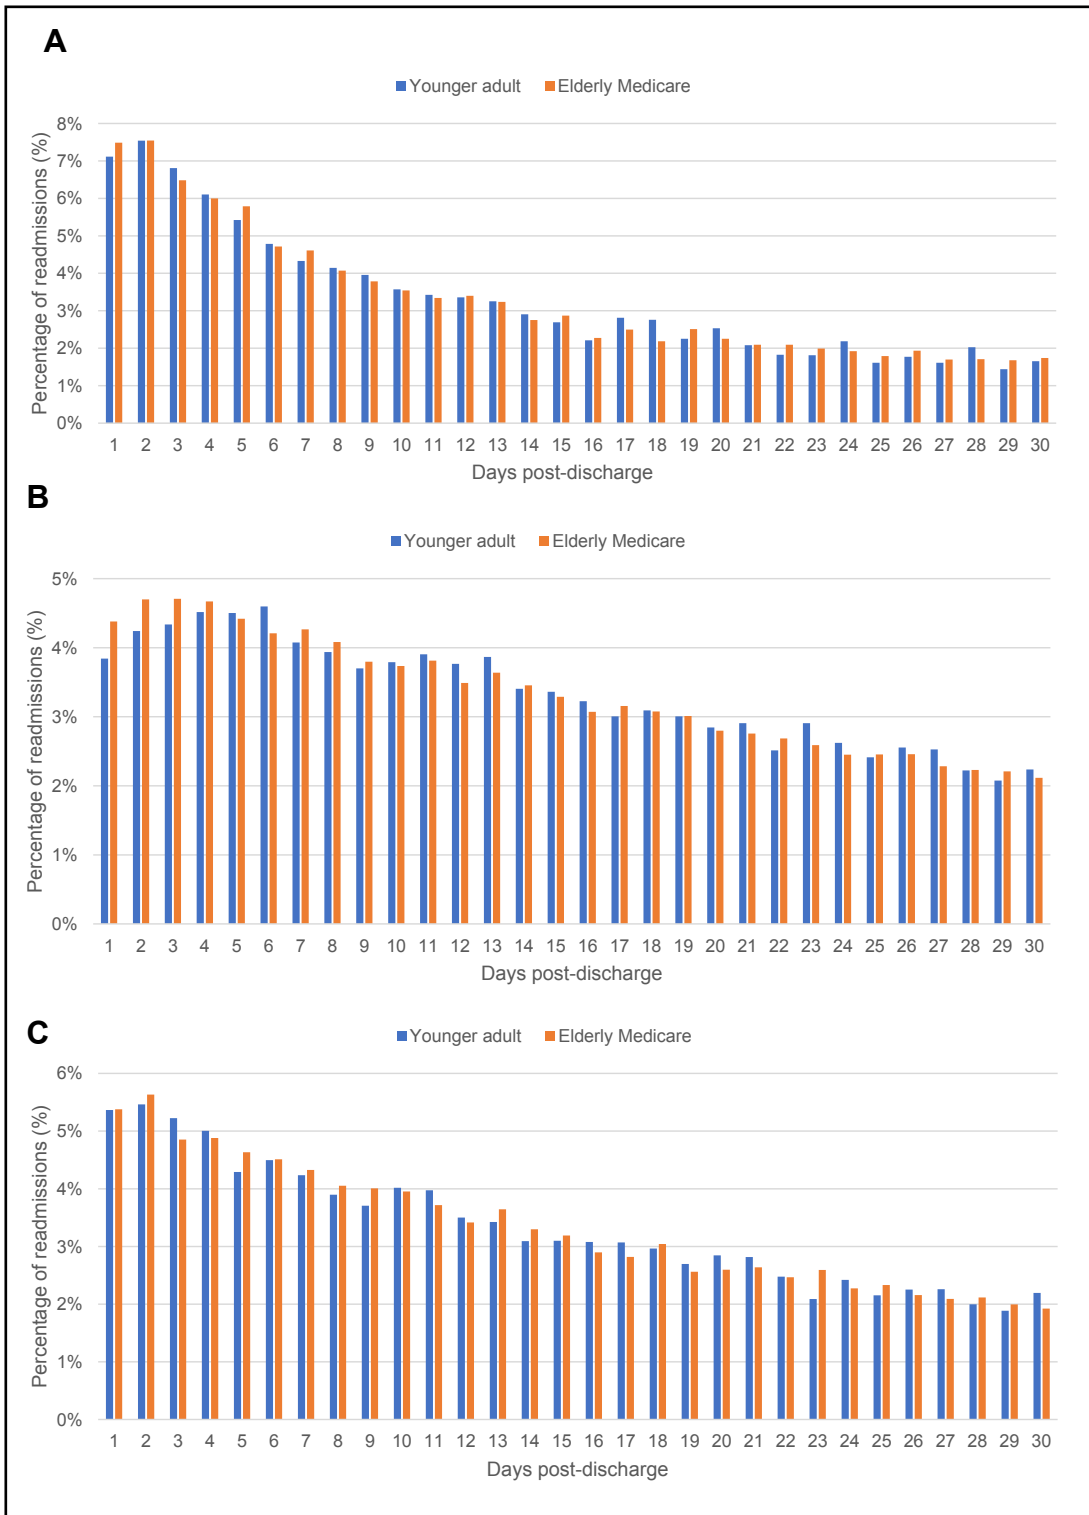 A
Younger adult Elderly Medicare
Percentage of readmissions (%)
8%
7%
6%
5%
4%
3%
2%
1%
0%
1 2 3 4 5 6 7 8 9 10 11 12 13 14 15 16 17 18 19 20 21 22 23 24 25 26 27 28 29 30
Days post-discharge
B
Younger adult Elderly Medicare
Percentage of readmissions (%)
5%
4%
3%
2%
1%
0%
1 2 3 4 5 6 7 8 9 10 11 12 13 14 15 16 17 18 19 20 21 22 23 24 25 26 27 28 29 30
Days post-discharge
C
Younger adult Elderly Medicare
Percentage of readmissions (%)
6%
5%
4%
3%
2%
1%
0%
1 2 3 4 5 6 7 8 9 10 11 12 13 14 15 16 17 18 19 20 21 22 23 24 25 26 27 28 29 30
Days post-discharge